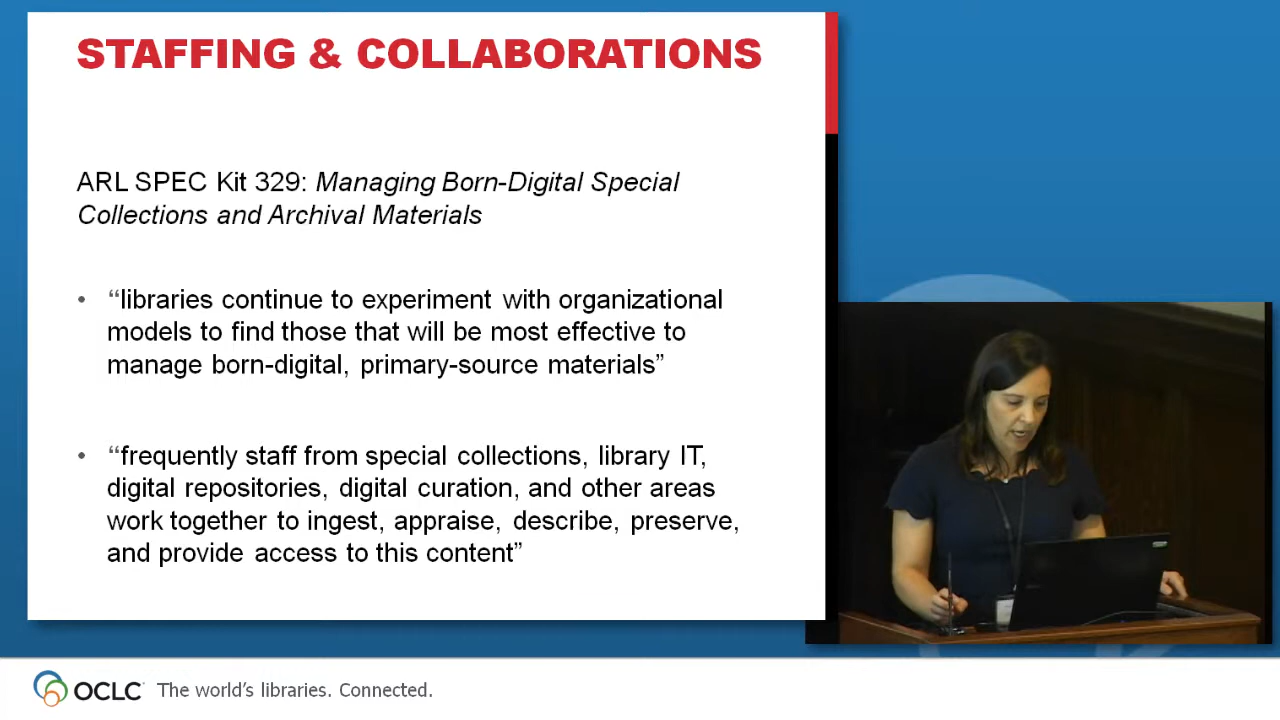 STAFFING & COLLABORATIONS
ARL SPEC Kit 329: Managing Born-Digital Special
Collections and Archival Materials
• “libraries continue to experiment with organizational
models to find those that will be most effective to
manage born-digital, primary-source materials”
• “frequently staff from special collections, library IT,
digital repositories, digital curation, and other areas
work together to ingest, appraise, describe, preserve,
and provide access to this content”
OCLC The world’s libraries. Connected.